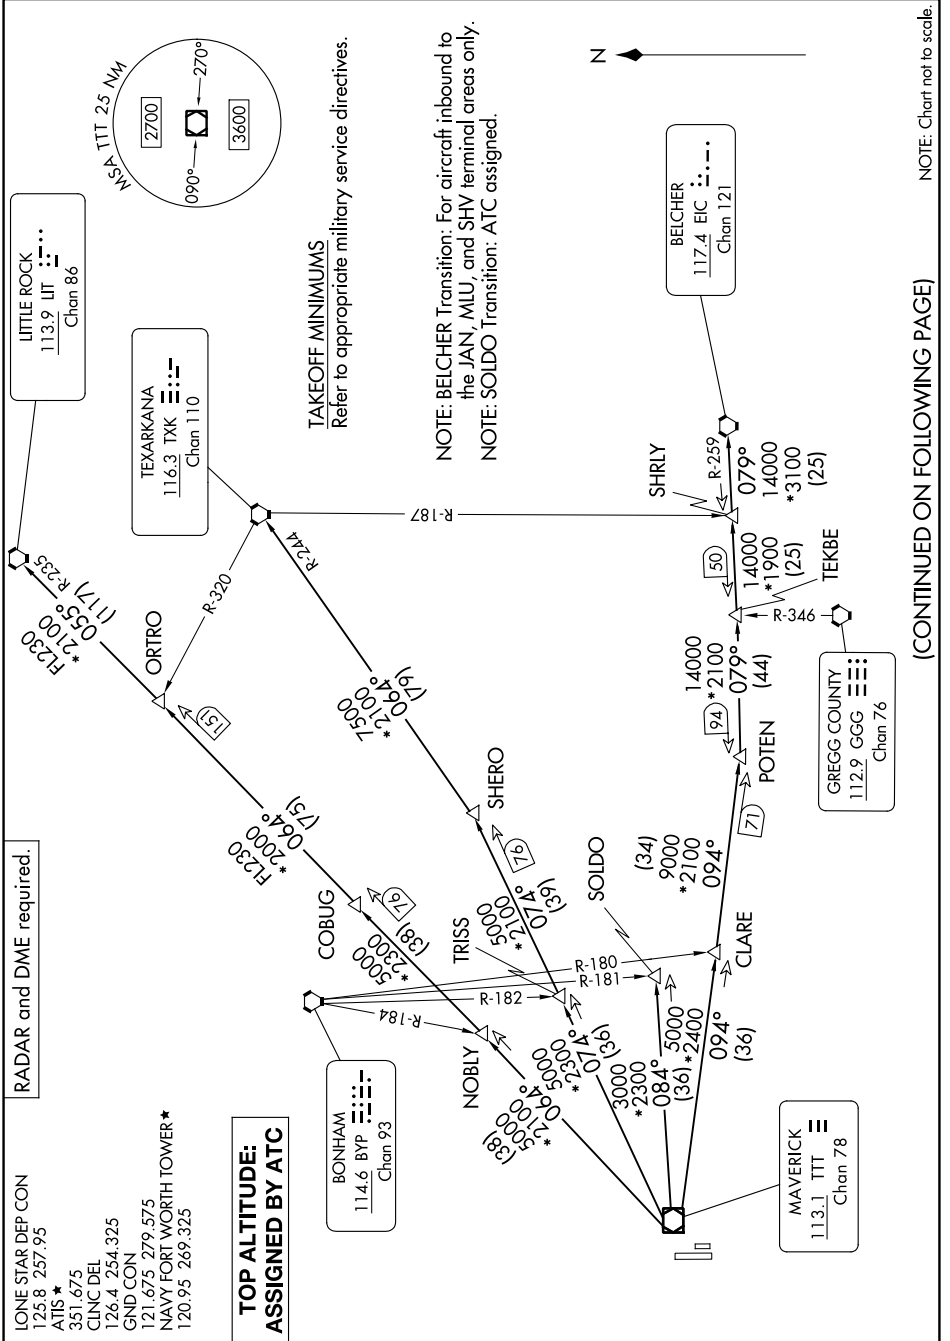 LONE STAR DEP CON
125.8 257.95
ATIS ★
351.675
CLNC DEL
126.4 254.325
GND CON
121.675 279.575
NAVY FORT WORTH TOWER ★
120.95 269.325
RADAR and DME required.
TOP ALTITUDE:
ASSIGNED BY ATC
LITTLE ROCK
113.9 LIT
Chan 86
MSA TTT 25 NM
2700
090°
270°
3600
TEXARKANA
116.3 TXK
Chan 110
TAKEOFF MINIMUMS
Refer to appropriate military service directives.
NOTE: BELCHER Transition: For aircraft inbound to
the JAN, MLU, and SHV terminal areas only.
NOTE: SOLDO Transition: ATC assigned.
N
BONHAM
114.6 BYP
Chan 93
R-235
FL230
*2100
055°
(117)
ORTRO
R-320
151
FL230
*2000
064°
(75)
COBUG
76
5000
*2300
(38)
NOBLY
R-184
5000
*2100
064°
(38)
R-244
7500
*2100
064°
(79)
SHERO
76
5000
*2100
074°
(39)
TRISS
R-182
5000
*2300
074°
(36)
R-187
R-181
R-180
SOLDO
3000
*2300
084°
(36)
CLARE
5000
*2400
094°
(36)
(34)
9000
*2100
094°
71
POTEN
94
14000
*2100
079°
(44)
TEKBE
R-346
50
14000
*1900
(25)
SHRLY
R-259
079°
14000
*3100
(25)
BELCHER
117.4 EIC
Chan 121
GREGG COUNTY
112.9 GGG
Chan 76
MAVERICK
113.1 TTT
Chan 78
NOTE: Chart not to scale.
(CONTINUED ON FOLLOWING PAGE)